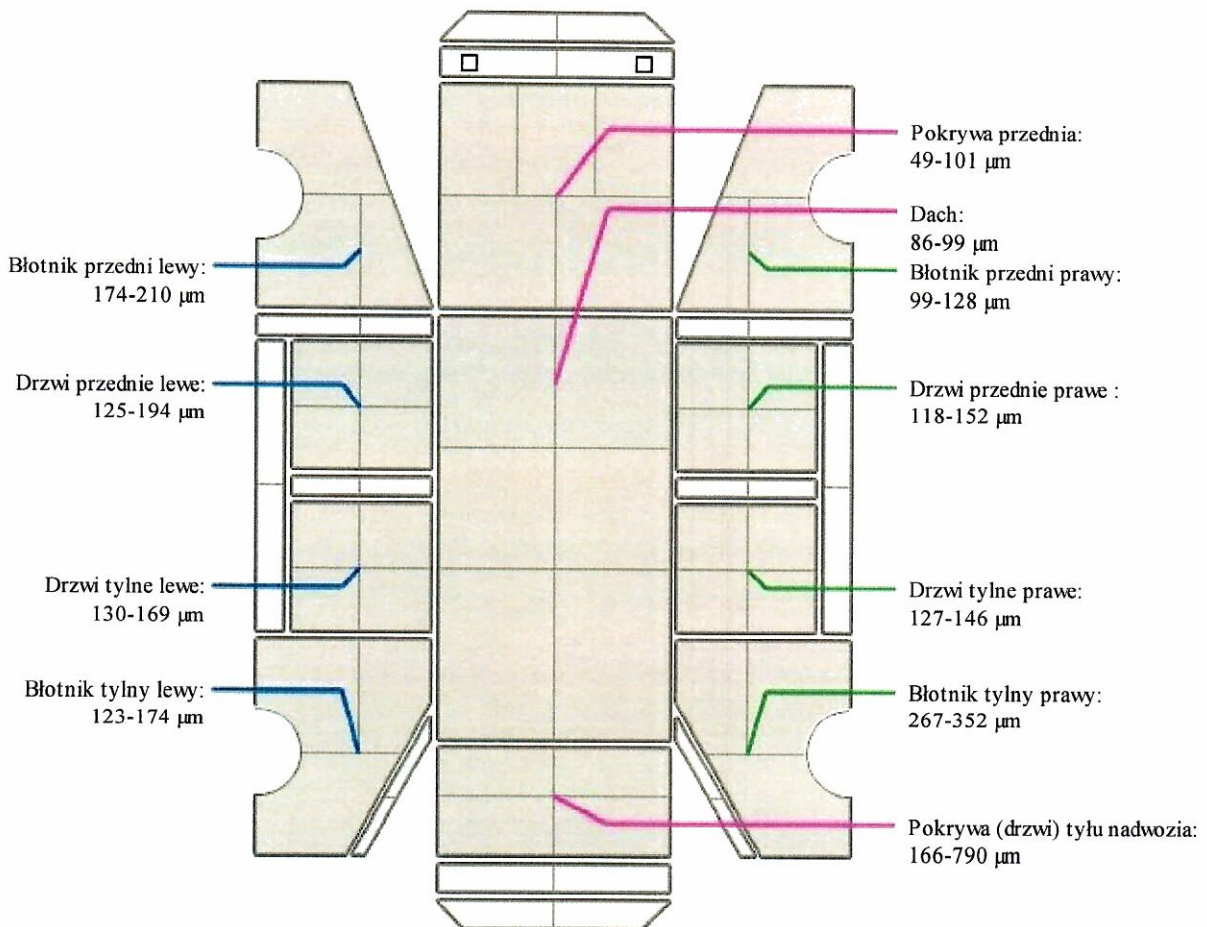 Pokrywa przednia:
49-101 µm
Dach:
86-99 µm
Błotnik przedni lewy:
174-210 µm
Błotnik przedni prawy:
99-128 µm
Drzwi przednie lewe:
125-194 µm
Drzwi przednie prawe :
118-152 µm
Drzwi tylne lewe:
130-169 µm
Drzwi tylne prawe:
127-146 µm
Błotnik tylny lewy:
123-174 µm
Błotnik tylny prawy:
267-352 µm
Pokrywa (drzwi) tyłu nadwozia:
166-790 µm